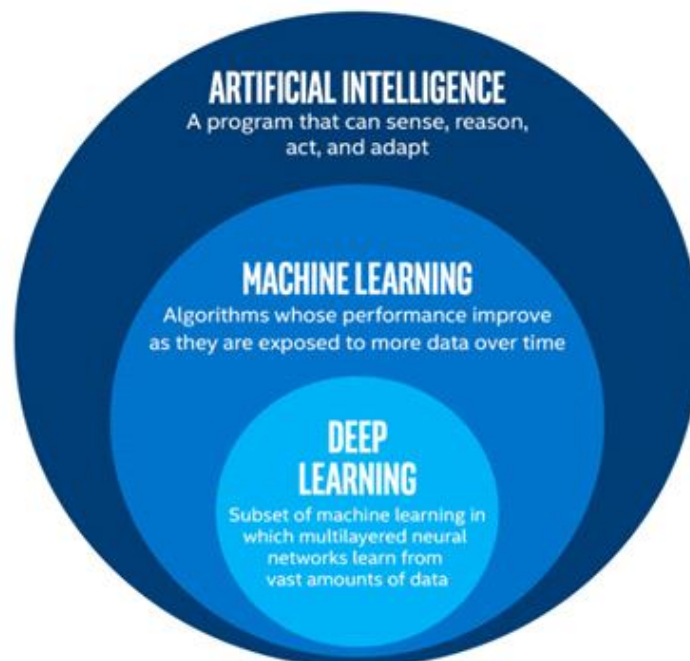 ARTIFICIAL INTELLIGENCE
A program that can sense, reason,
act, and adapt
MACHINE LEARNING
Algorithms whose performance improve
as they are exposed to more data over time
DEEP
LEARNING
Subset of machine learning in
which multilayered neural
networks learn from
vast amounts of data